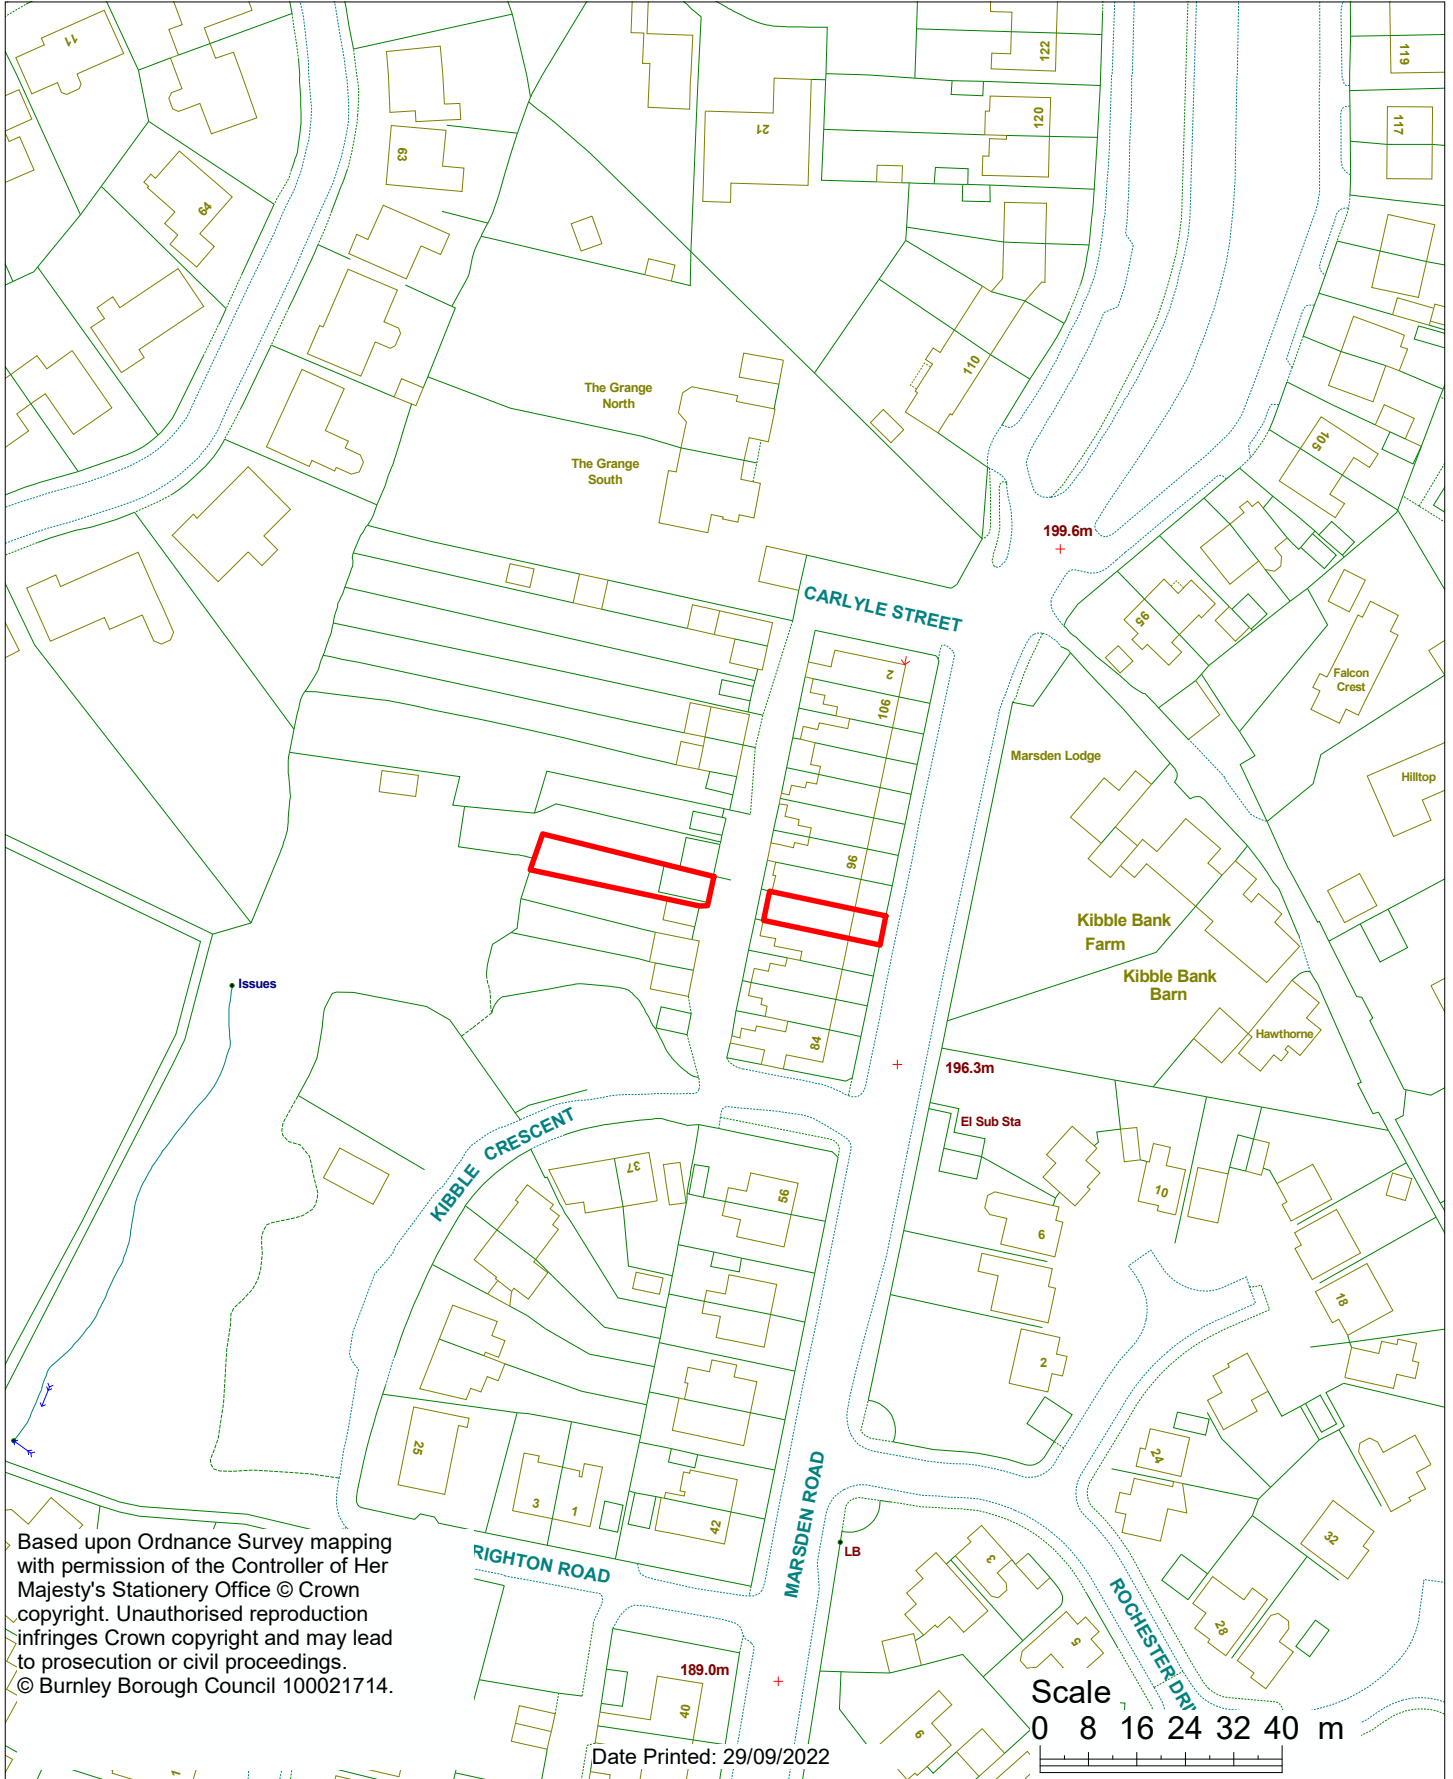 11
122
119
21
120
117
63
64
110
The Grange
North
105
The Grange
South
199.6m
CARLYLE STREET
95
2
106
Falcon
Crest
Marsden Lodge
Hilltop
96
Kibble Bank
Farm
Kibble Bank
Barn
Issues
Hawthorne
84
196.3m
El Sub Sta
KIBBLE CRESCENT
37
56
10
6
18
2
25
24
3
1
42
32
MARSDEN ROAD
LB
3
RIGHTON ROAD
28
5
ROCHESTER DRI
189.0m
40
9
Based upon Ordnance Survey mapping
with permission of the Controller of Her
Majesty's Stationery Office © Crown
copyright. Unauthorised reproduction
infringes Crown copyright and may lead
to prosecution or civil proceedings.
© Burnley Borough Council 100021714.
Scale
0 8 16 24 32 40 m
Date Printed: 29/09/2022